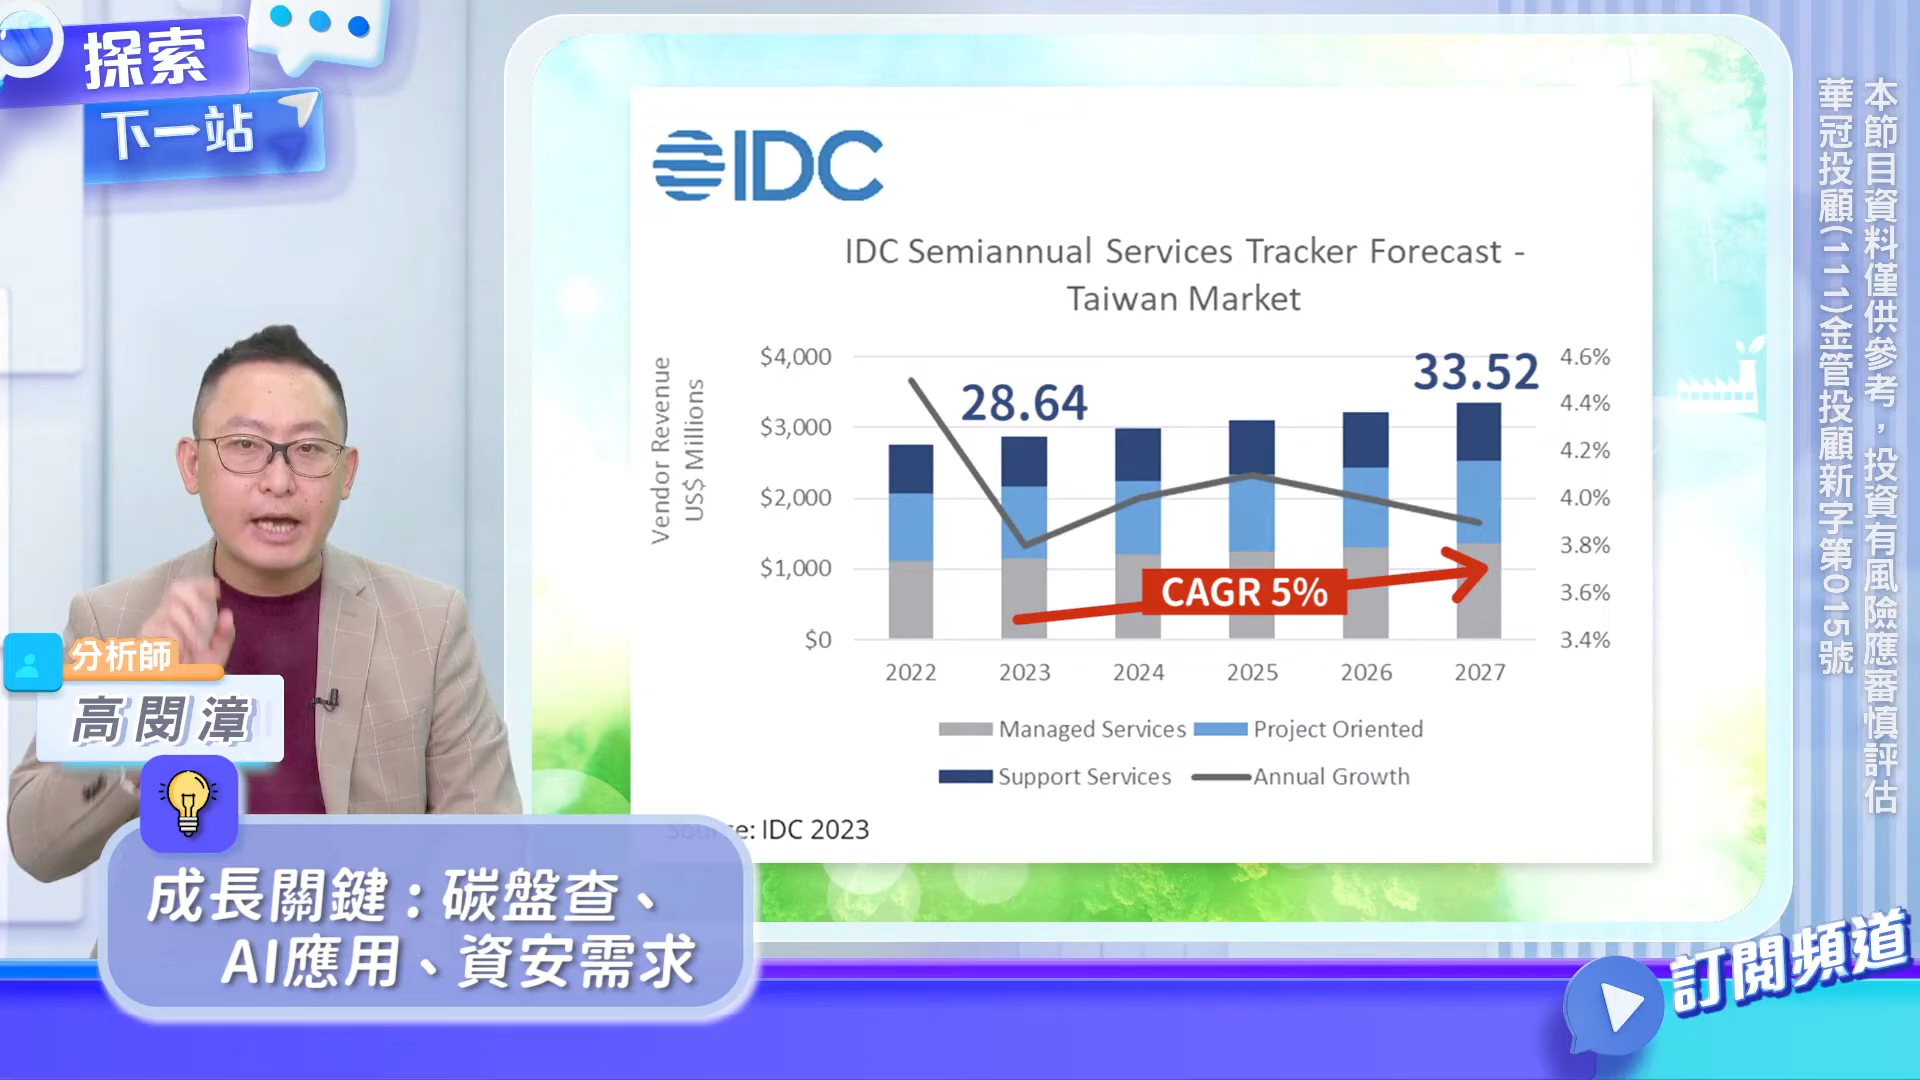 探索
下一站
IDC
IDC Semiannual Services Tracker Forecast -
Taiwan Market
Vendor Revenue
US$ Millions
$4,000
$3,000
$2,000
$1,000
$0
4.6%
4.4%
4.2%
4.0%
3.8%
3.6%
3.4%
28.64
33.52
CAGR 5%
2022 2023 2024 2025 2026 2027
Managed Services Project Oriented
Support Services Annual Growth
Source: IDC 2023
本節目資料僅供參考，投資有風險應審慎評估
華冠投顧(111)金管投顧新字第015號
分析師
高閔漳
成長關鍵：碳盤查、
AI應用、資安需求
訂閱頻道